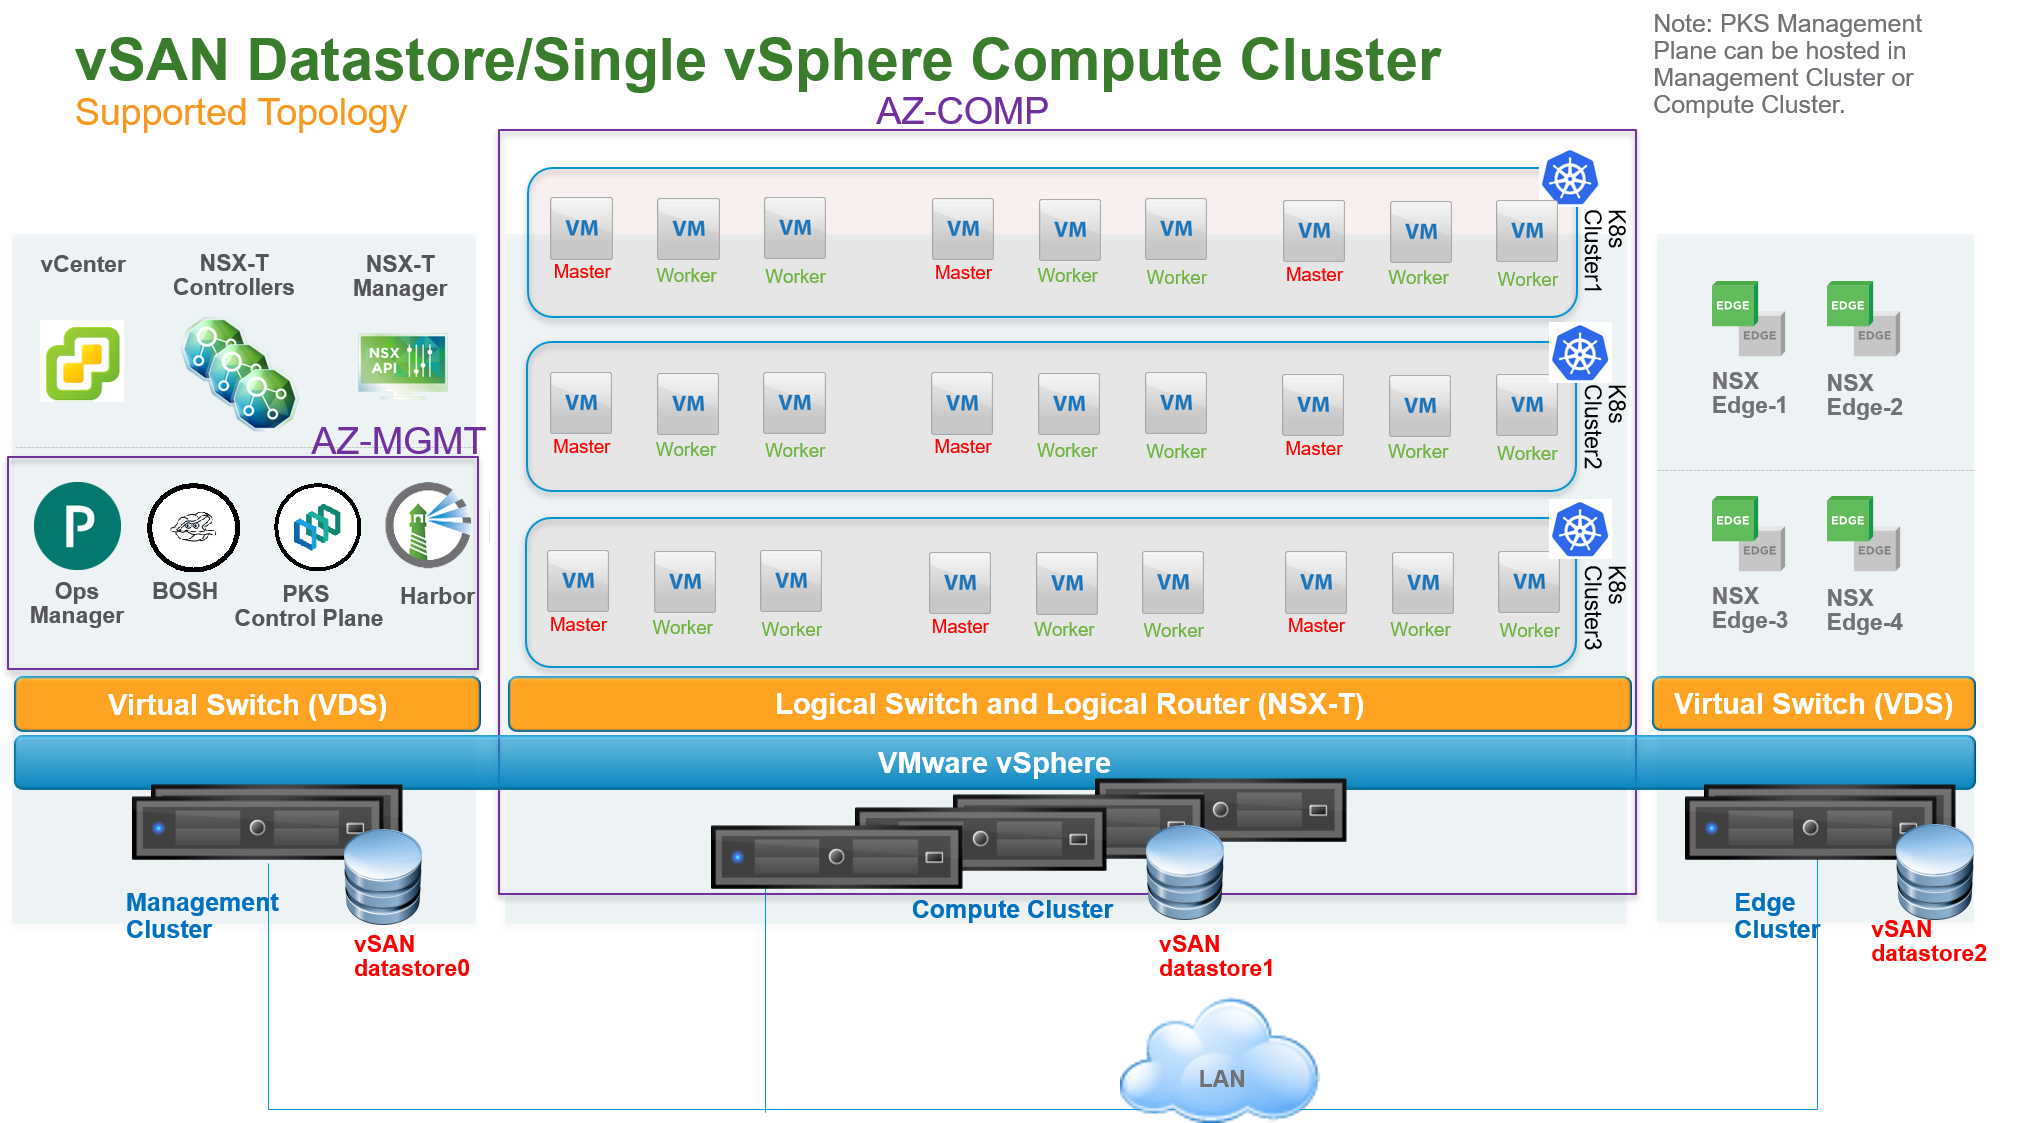 vSAN Datastore/Single vSphere Compute Cluster
Supported Topology
Note: PKS Management
Plane can be hosted in
Management Cluster or
Compute Cluster.
AZ-COMP
vCenter
NSX-T
Controllers
NSX-T
Manager
NSX
API
AZ-MGMT
P
Ops
Manager
BOSH
PKS
Control Plane
Harbor
VM VM VM VM VM VM VM VM VM
Master Worker Worker Master Worker Worker Master Worker Worker
K8s
Cluster1
VM VM VM VM VM VM VM VM VM
Master Worker Worker Master Worker Worker Master Worker Worker
K8s
Cluster2
VM VM VM VM VM VM VM VM VM
Master Worker Worker Master Worker Worker Master Worker Worker
K8s
Cluster3
EDGE
EDGE
NSX
Edge-1
EDGE
EDGE
NSX
Edge-2
EDGE
EDGE
NSX
Edge-3
EDGE
EDGE
NSX
Edge-4
Virtual Switch (VDS)
Logical Switch and Logical Router (NSX-T)
Virtual Switch (VDS)
VMware vSphere
Management
Cluster
vSAN
datastore0
Compute Cluster
vSAN
datastore1
Edge
Cluster
vSAN
datastore2
LAN